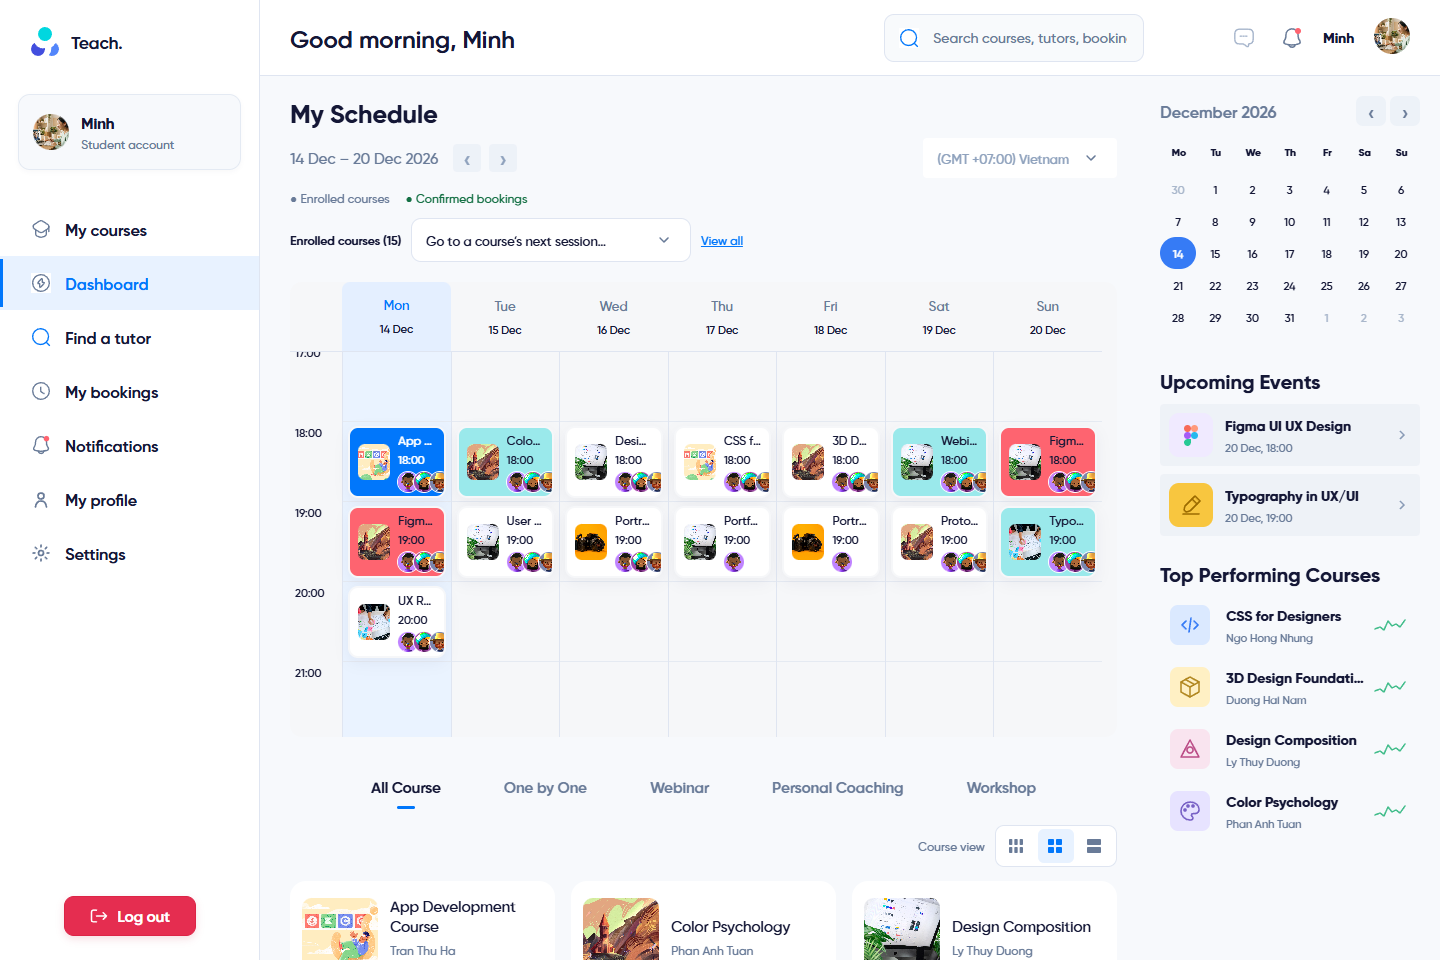 Teach.
Good morning, Minh
Search courses, tutors, bookin
Minh
Minh
Student account
My courses
Dashboard
Find a tutor
My bookings
Notifications
My profile
Settings
Log out
My Schedule
14 Dec – 20 Dec 2026
‹ ›
(GMT +07:00) Vietnam
● Enrolled courses ● Confirmed bookings
Enrolled courses (15)
Go to a course's next session...
View all
Mon Tue Wed Thu Fri Sat Sun
14 Dec 15 Dec 16 Dec 17 Dec 18 Dec 19 Dec 20 Dec
17:00
18:00
App ... Colo... Desi... CSS f... 3D D... Webi... Figm...
18:00 18:00 18:00 18:00 18:00 18:00 18:00
19:00
Figm... User ... Portr... Portf... Portr... Proto... Typo...
19:00 19:00 19:00 19:00 19:00 19:00 19:00
20:00
UX R...
20:00
21:00
All Course One by One Webinar Personal Coaching Workshop
Course view
App Development
Course
Tran Thu Ha
Color Psychology
Phan Anh Tuan
Design Composition
Ly Thuy Duong
December 2026
‹ ›
Mo Tu We Th Fr Sa Su
30 1 2 3 4 5 6
7 8 9 10 11 12 13
14 15 16 17 18 19 20
21 22 23 24 25 26 27
28 29 30 31 1 2 3
Upcoming Events
Figma UI UX Design
20 Dec, 18:00
Typography in UX/UI
20 Dec, 19:00
Top Performing Courses
CSS for Designers
Ngo Hong Nhung
3D Design Foundati...
Duong Hai Nam
Design Composition
Ly Thuy Duong
Color Psychology
Phan Anh Tuan